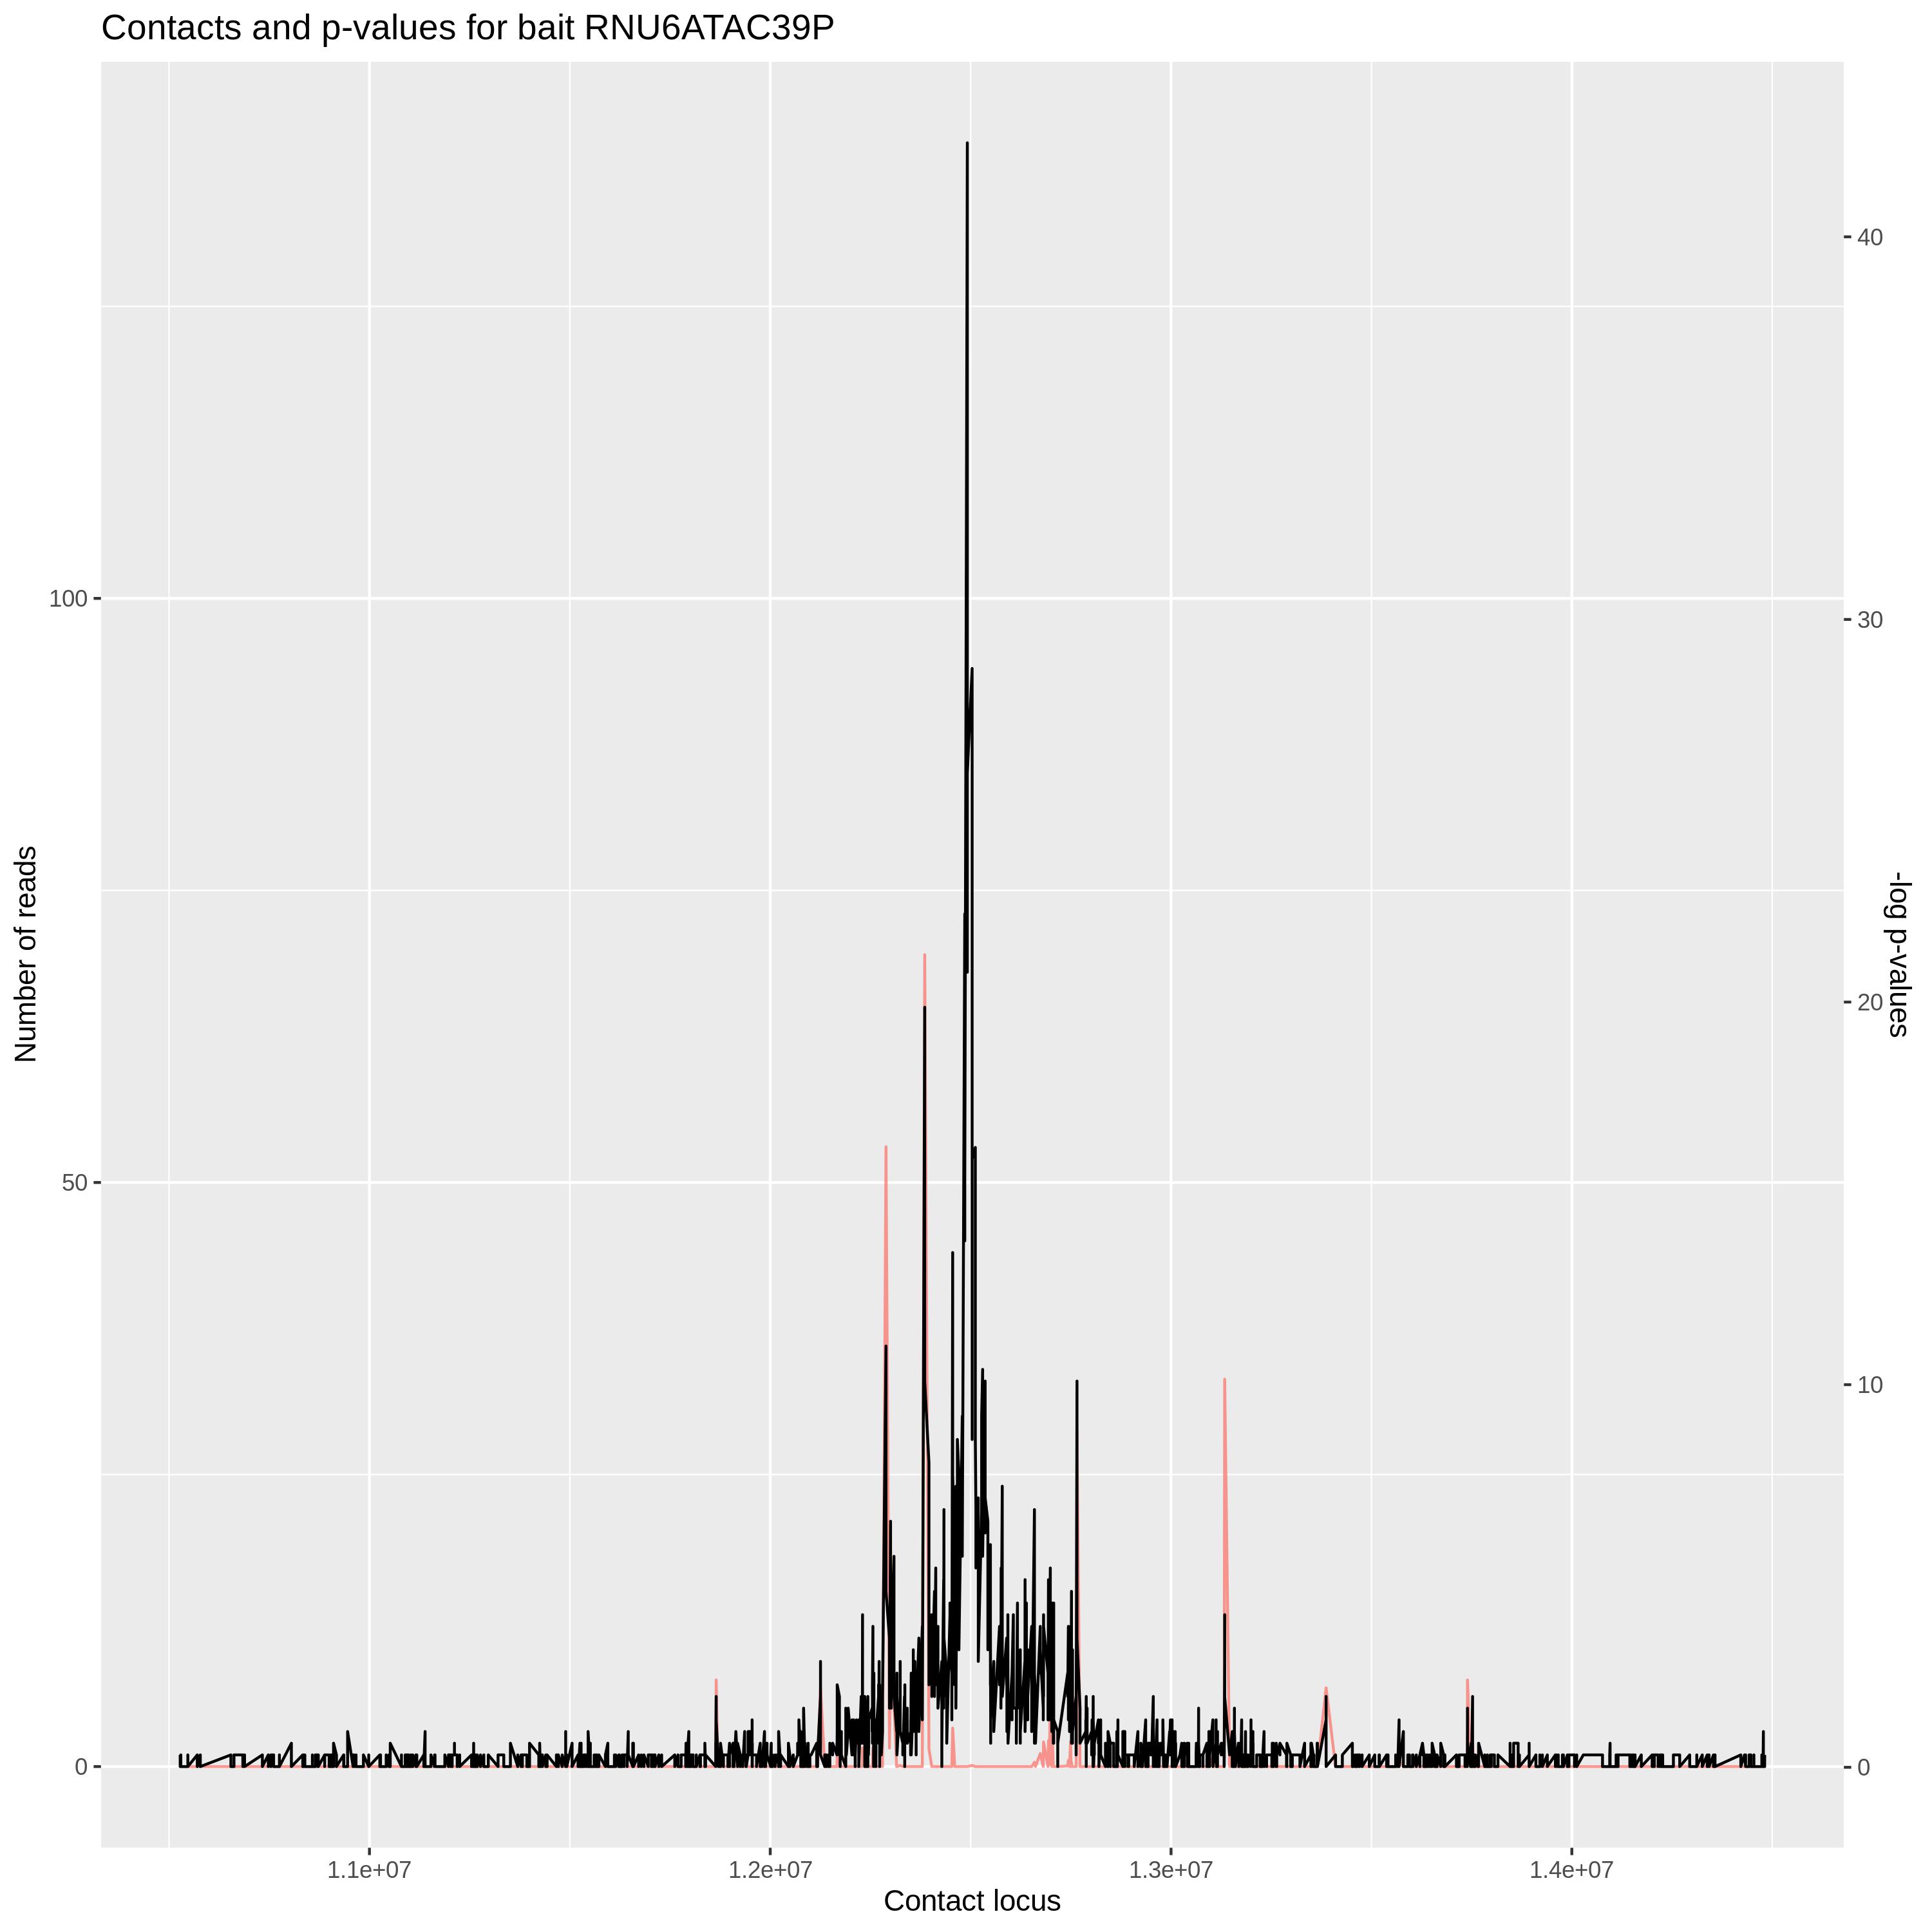 Contacts and p-values for bait RNU6ATAC39P
Number of reads
100
50
0
40
30
20
10
0
-log p-values
1.1e+07
1.2e+07
1.3e+07
1.4e+07
Contact locus